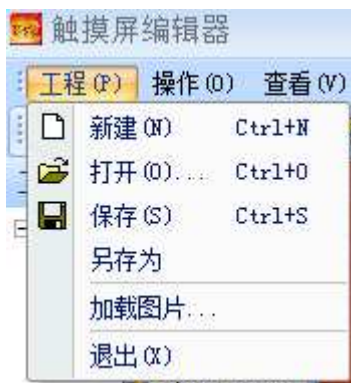 触摸屏编辑器
工程(P) 操作(O) 查看(V)
新建(N) Ctrl+N
打开(O)... Ctrl+O
保存(S) Ctrl+S
另存为
加载图片...
退出(X)